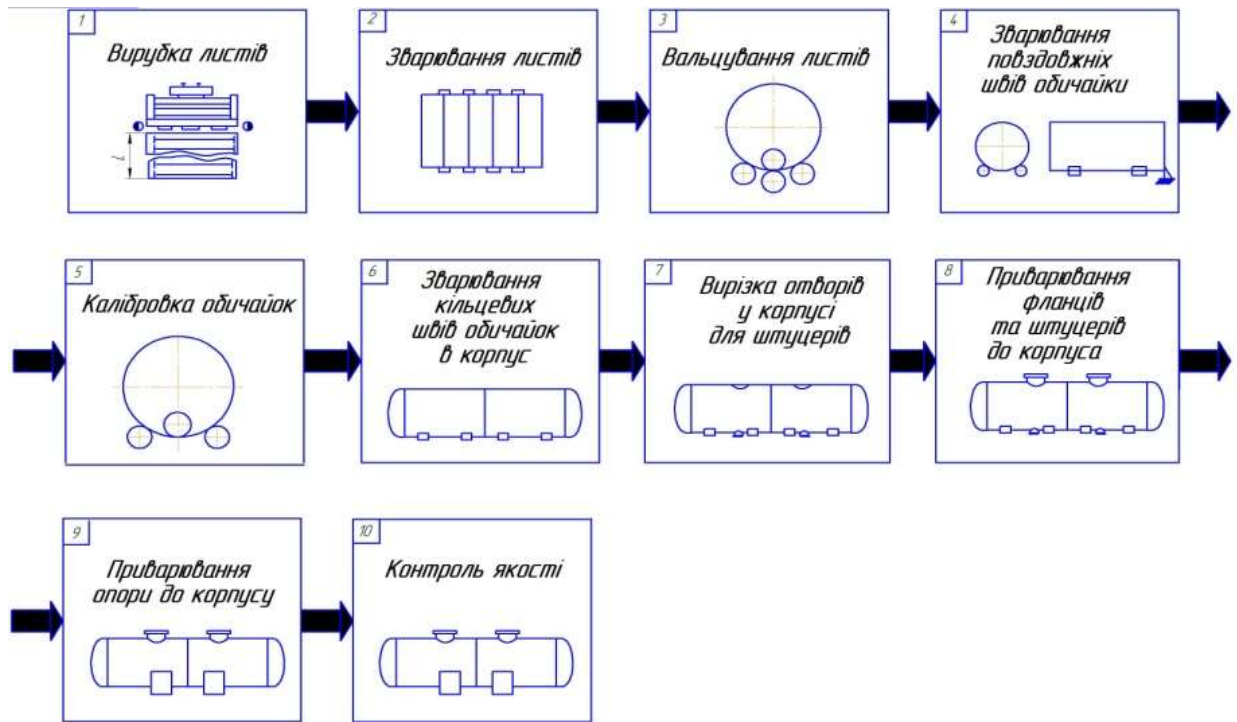 1
Вирубка листів
L
2
Зварювання листів
3
Вальцування листів
4
Зварювання
повздовжніх
швів обичайки
5
Калібровка обичайок
6
Зварювання
кільцевих
швів обичайок
в корпус
7
Вирізка отворів
у корпусі
для штуцерів
8
Приварювання
фланців
та штуцерів
до корпуса
9
Приварювання
опори до корпусу
10
Контроль якості